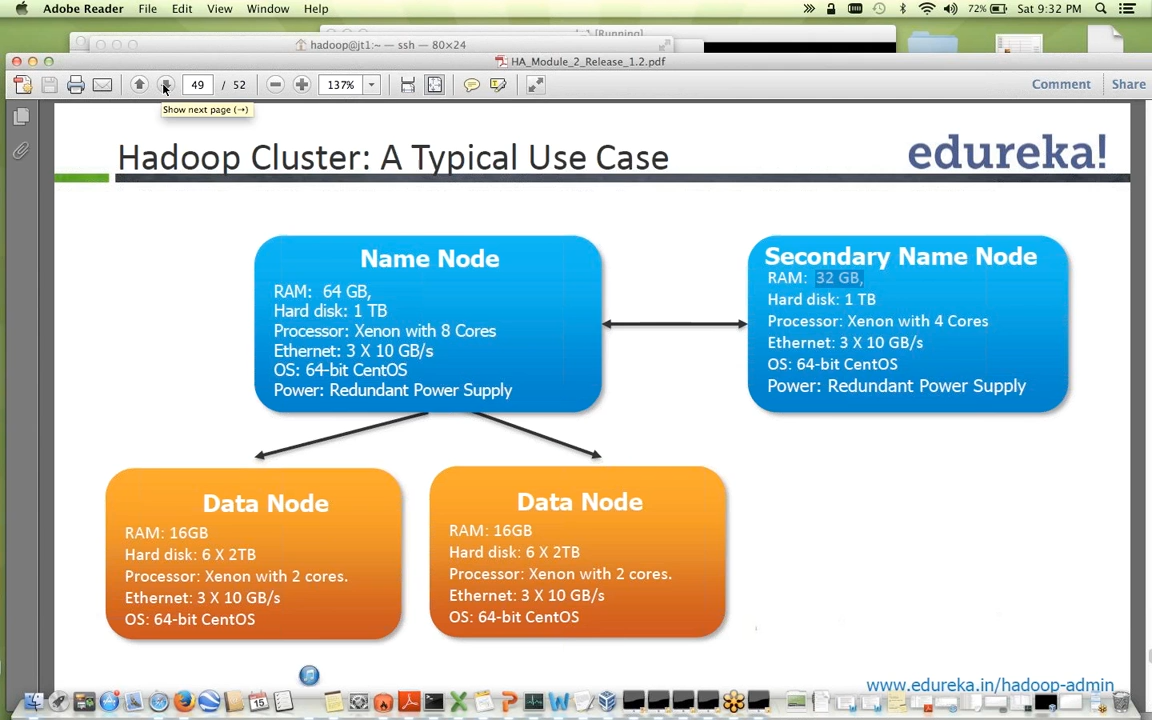 Adobe Reader File Edit View Window Help 72% Sat 9:32 PM
[Running]
hadoop@jt1:~ — ssh — 80×24
HA_Module_2_Release_1.2.pdf
49 / 52 137% Comment Share
Show next page (→)
Hadoop Cluster: A Typical Use Case
edureka!
Name Node
RAM: 64 GB,
Hard disk: 1 TB
Processor: Xenon with 8 Cores
Ethernet: 3 X 10 GB/s
OS: 64-bit CentOS
Power: Redundant Power Supply
Secondary Name Node
RAM: 32 GB,
Hard disk: 1 TB
Processor: Xenon with 4 Cores
Ethernet: 3 X 10 GB/s
OS: 64-bit CentOS
Power: Redundant Power Supply
Data Node
RAM: 16GB
Hard disk: 6 X 2TB
Processor: Xenon with 2 cores.
Ethernet: 3 X 10 GB/s
OS: 64-bit CentOS
Data Node
RAM: 16GB
Hard disk: 6 X 2TB
Processor: Xenon with 2 cores.
Ethernet: 3 X 10 GB/s
OS: 64-bit CentOS
www.edureka.in/hadoop-admin
15